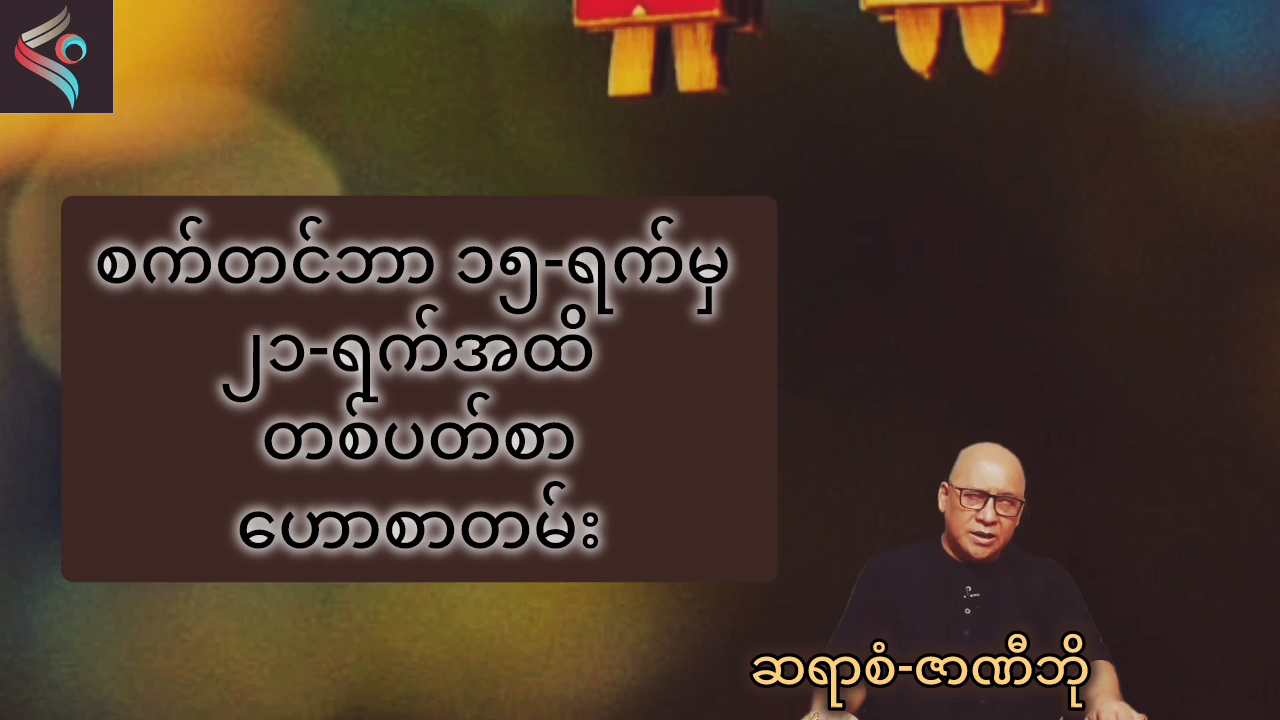 စက်တင်ဘာ ၁၅-ရက်မှ
၂၁-ရက်အထိ
တစ်ပတ်စာ
ဟောစာတမ်း
ဆရာစံ-ဇာဏီဘို